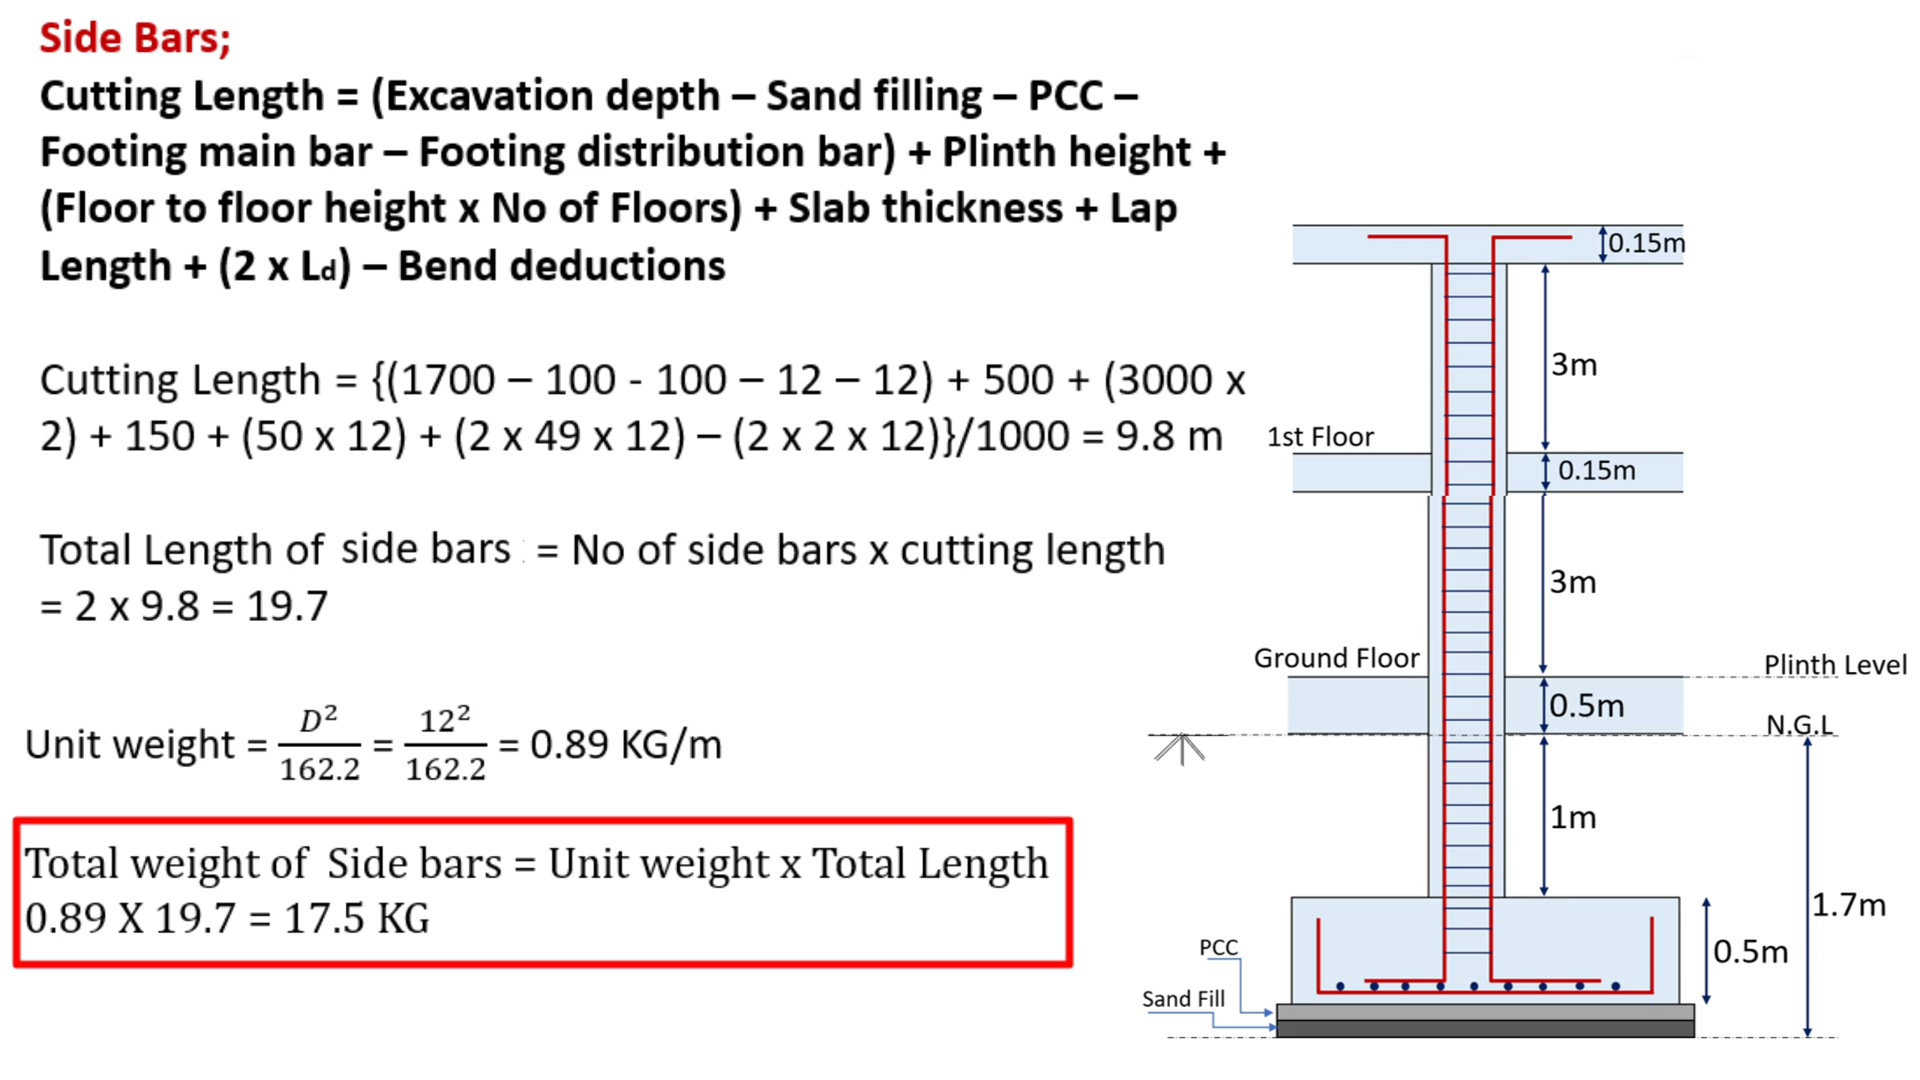 Side Bars;
Cutting Length = (Excavation depth – Sand filling – PCC –
Footing main bar – Footing distribution bar) + Plinth height +
(Floor to floor height x No of Floors) + Slab thickness + Lap
Length + (2 x Ld) – Bend deductions
Cutting Length = {(1700 – 100 - 100 – 12 – 12) + 500 + (3000 x
2) + 150 + (50 x 12) + (2 x 49 x 12) – (2 x 2 x 12)}/1000 = 9.8 m
Total Length of side bars = No of side bars x cutting length
= 2 x 9.8 = 19.7
Unit weight = D²/162.2 = 12²/162.2 = 0.89 KG/m
Total weight of Side bars = Unit weight x Total Length
0.89 X 19.7 = 17.5 KG
0.15m
3m
1st Floor
0.15m
3m
Ground Floor
Plinth Level
0.5m
N.G.L
1m
1.7m
PCC
0.5m
Sand Fill